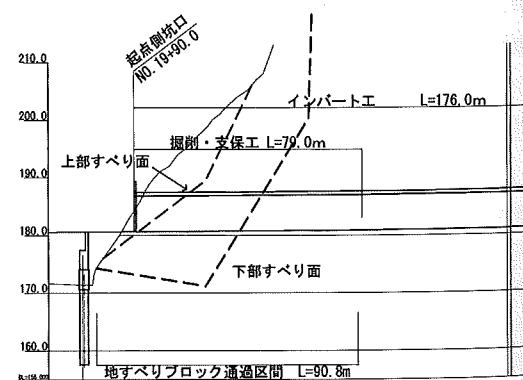 起点側坑口
NO.19+90.0
210.0
200.0
190.0
180.0
170.0
160.0
インバート工 L=176.0m
掘削・支保工 L=79.0m
上部すべり面
下部すべり面
地すべりブロック通過区間 L=90.8m